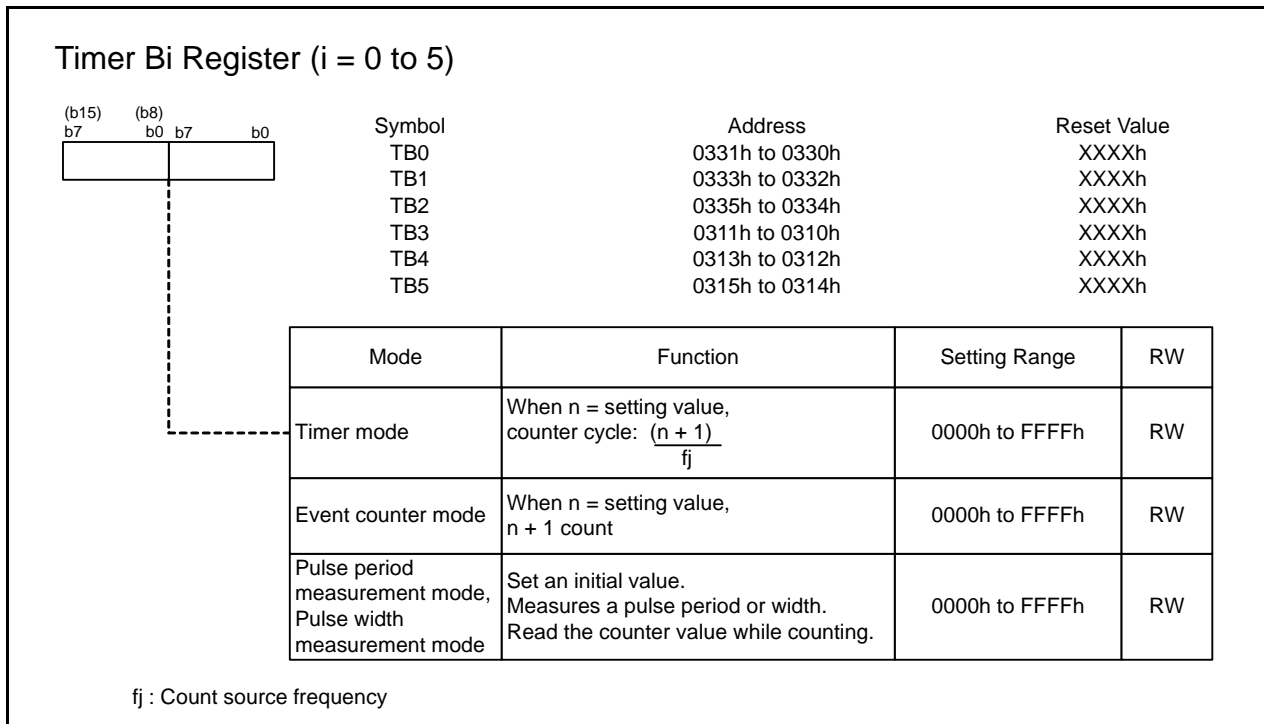 Timer Bi Register (i = 0 to 5)
(b15) (b8)
b7 b0 b7 b0
Symbol Address Reset Value
TB0 0331h to 0330h XXXXh
TB1 0333h to 0332h XXXXh
TB2 0335h to 0334h XXXXh
TB3 0311h to 0310h XXXXh
TB4 0313h to 0312h XXXXh
TB5 0315h to 0314h XXXXh
Mode Function Setting Range RW
Timer mode
When n = setting value,
counter cycle: (n + 1)
fj
0000h to FFFFh RW
Event counter mode
When n = setting value,
n + 1 count
0000h to FFFFh RW
Pulse period
measurement mode,
Pulse width
measurement mode
Set an initial value.
Measures a pulse period or width.
Read the counter value while counting.
0000h to FFFFh RW
fj : Count source frequency